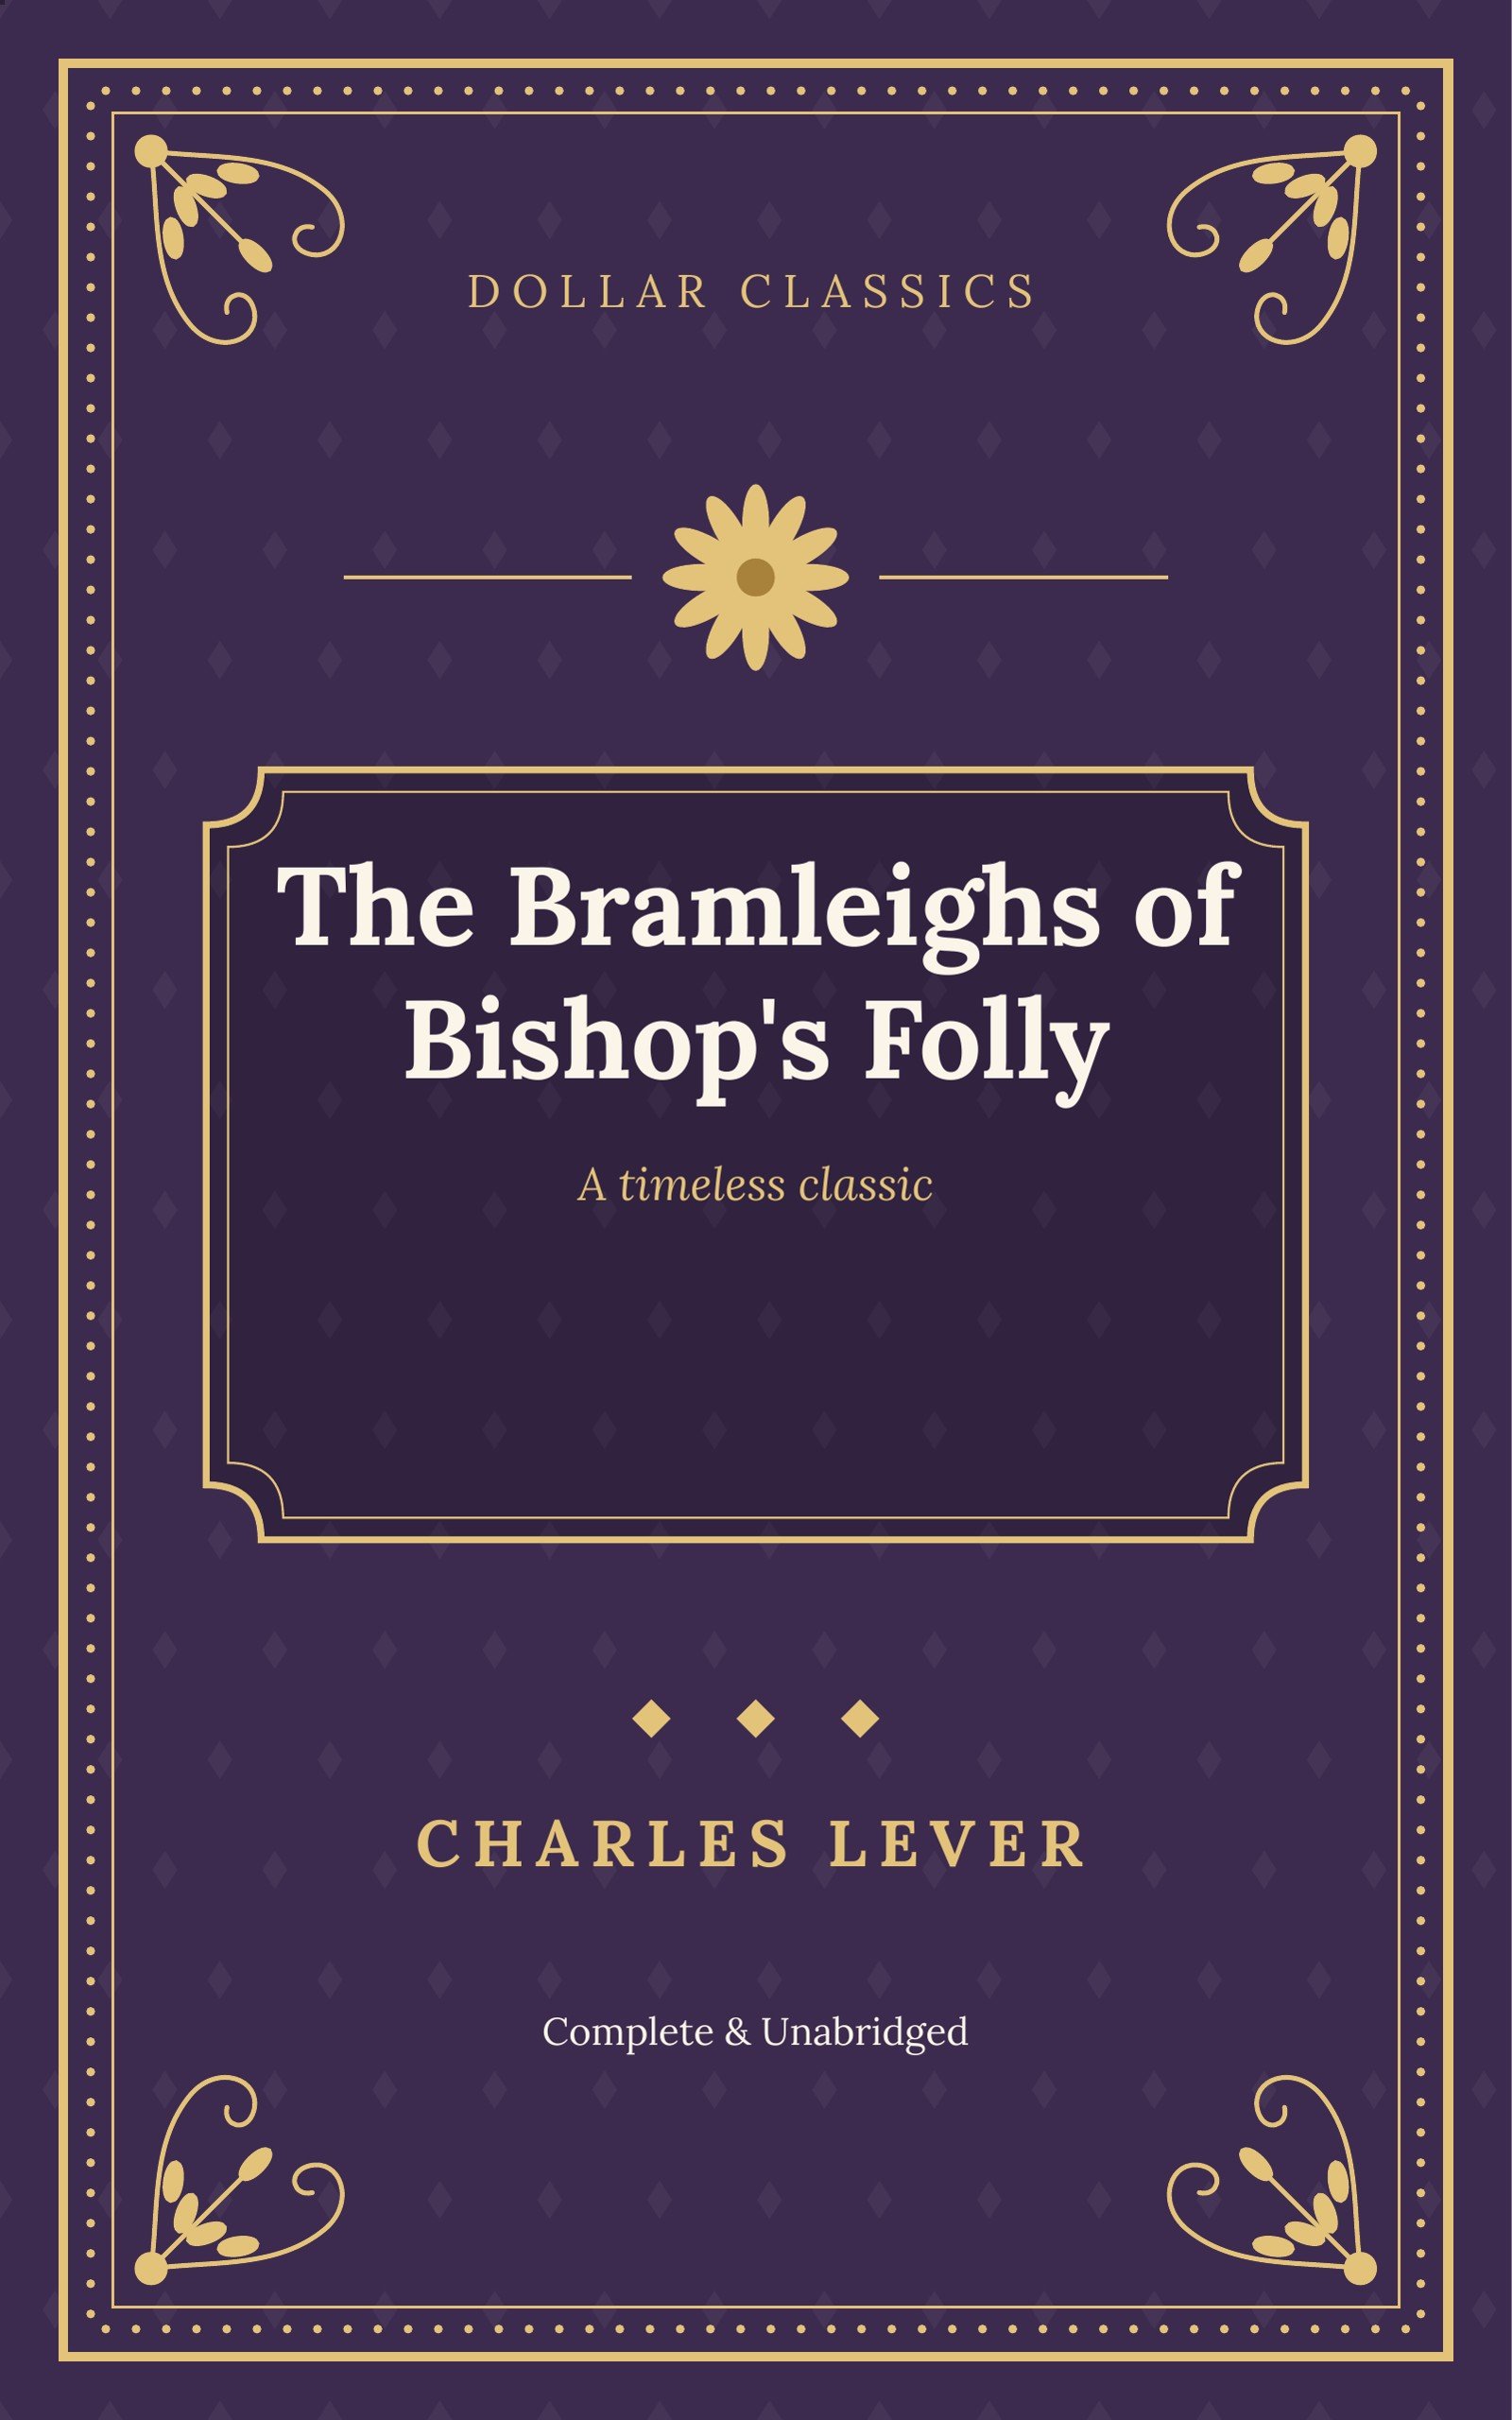 DOLLAR CLASSICS
The Bramleighs of
Bishop's Folly
A timeless classic
CHARLES LEVER
Complete & Unabridged